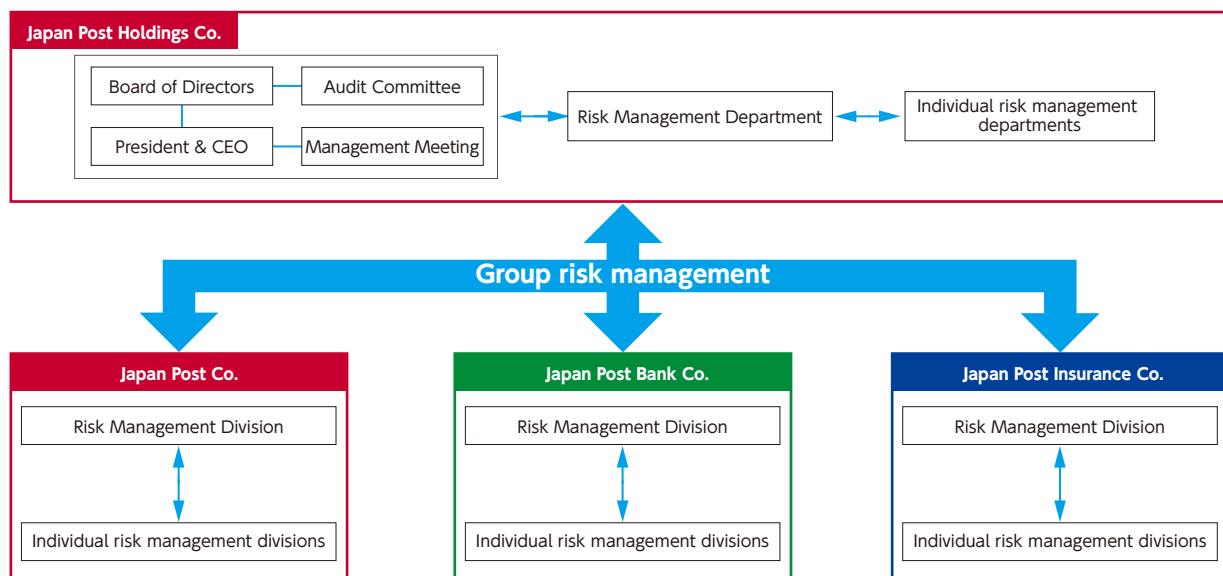 Japan Post Holdings Co.
Board of Directors
Audit Committee
President & CEO
Management Meeting
Risk Management Department
Individual risk management
departments
Group risk management
Japan Post Co.
Risk Management Division
Individual risk management divisions
Japan Post Bank Co.
Risk Management Division
Individual risk management divisions
Japan Post Insurance Co.
Risk Management Division
Individual risk management divisions